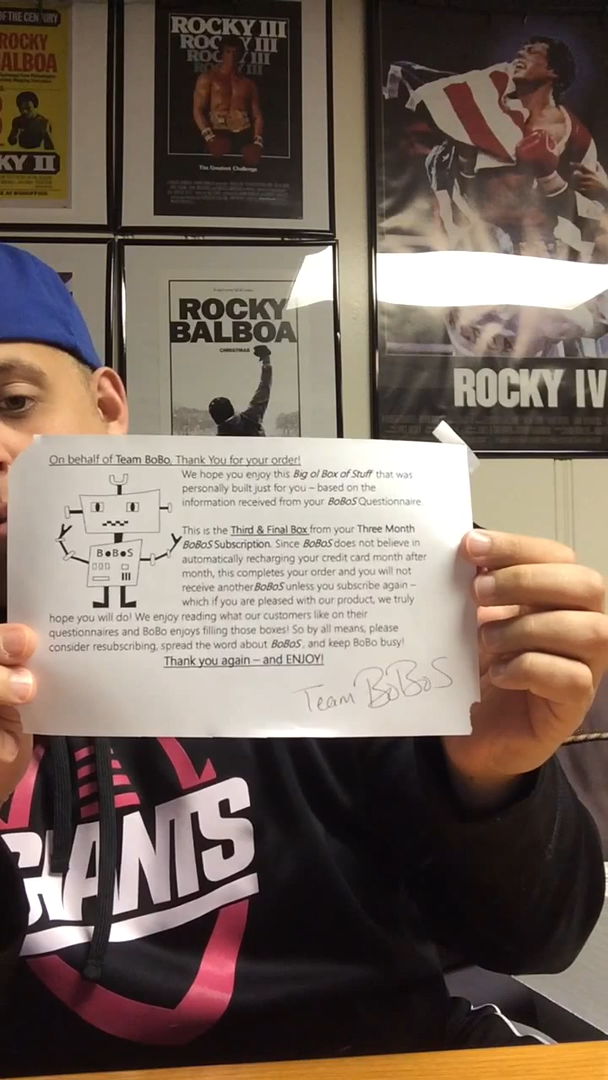 OF THE CENTURY
ROCKY
BALBOA
KY II
ROCKY III
ROCKY III
ROCKY III
ROCKY III
The Greatest Challenge
ROCKY
BALBOA
CHRISTMAS
ROCKY IV
On behalf of Team BoBo, Thank You for your order!
We hope you enjoy this Big ol Box of Stuff that was
personally built just for you – based on the
information received from your BoBoS Questionnaire.
This is the Third & Final Box from your Three Month
BoBoS Subscription. Since BoBoS does not believe in
automatically recharging your credit card month after
month, this completes your order and you will not
receive another BoBoS unless you subscribe again –
which if you are pleased with our product, we truly
hope you will do! We enjoy reading what our customers like on their
questionnaires and BoBo enjoys filling those boxes! So by all means, please
consider resubscribing, spread the word about BoBoS, and keep BoBo busy!
Thank you again – and ENJOY!
BoBoS
Team BoBoS
GIANTS